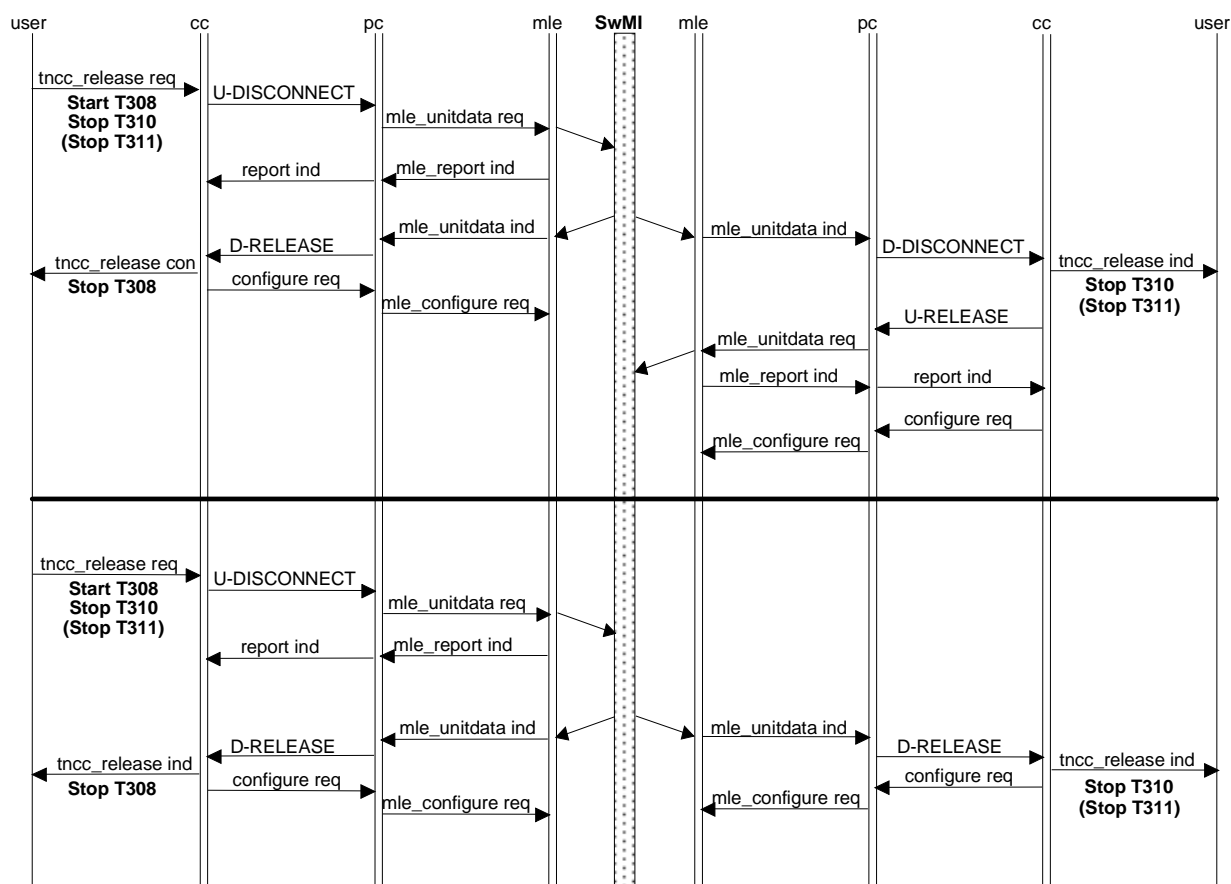 user cc pc mle SwMI mle pc cc user
tncc_release req
U-DISCONNECT
Start T308
Stop T310
(Stop T311)
mle_unitdata req
report ind
mle_report ind
mle_unitdata ind
mle_unitdata ind
D-RELEASE
D-DISCONNECT
tncc_release con
tncc_release ind
Stop T308
configure req
Stop T310
(Stop T311)
mle_configure req
U-RELEASE
mle_unitdata req
mle_report ind
report ind
configure req
mle_configure req
tncc_release req
U-DISCONNECT
Start T308
Stop T310
(Stop T311)
mle_unitdata req
report ind
mle_report ind
mle_unitdata ind
mle_unitdata ind
D-RELEASE
D-RELEASE
tncc_release ind
tncc_release ind
Stop T308
configure req
configure req
Stop T310
(Stop T311)
mle_configure req
mle_configure req